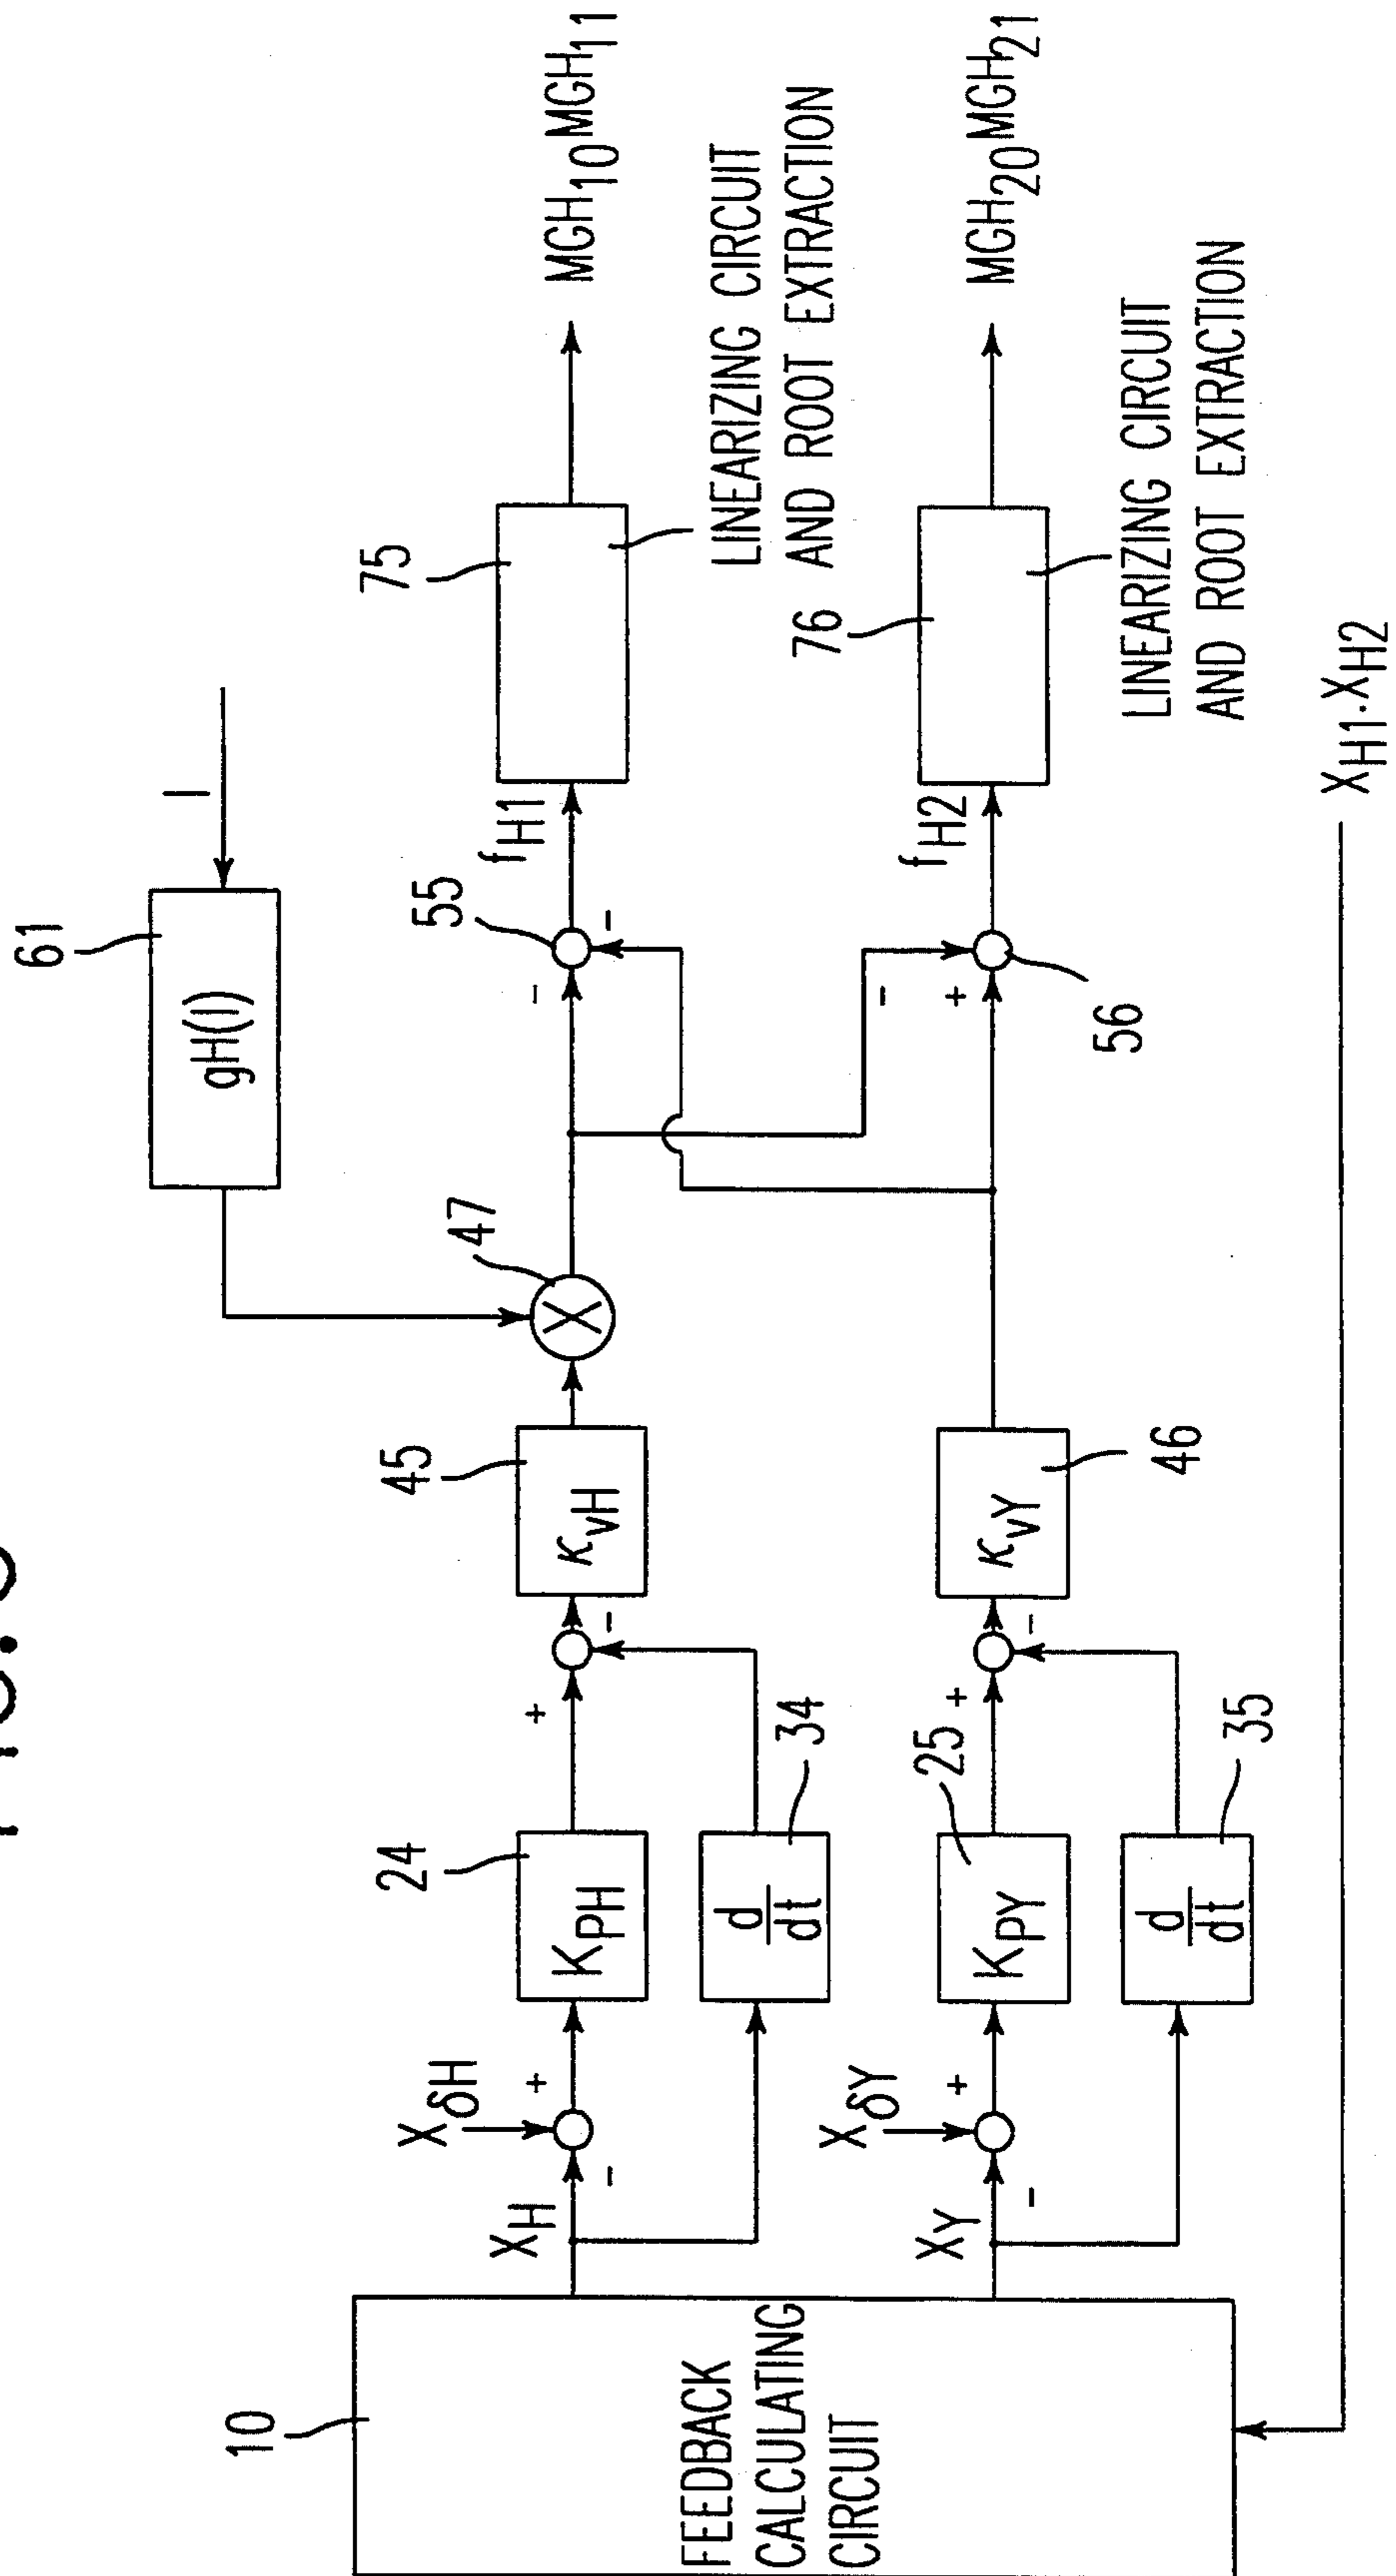 10
FEEDBACK
CALCULATING
CIRCUIT
X_H
X_δH
-
+
24
K_PH
34
d
dt
+
-
45
κ_vH
47
X
61
gH(I)
I
55
-
-
f_H1
75
MGH_10 MGH_11
LINEARIZING CIRCUIT
AND ROOT EXTRACTION
X_Y
X_δY
-
+
25
K_PY
35
d
dt
+
-
46
κ_vY
56
-
+
f_H2
76
MGH_20 MGH_21
LINEARIZING CIRCUIT
AND ROOT EXTRACTION
X_H1 . X_H2